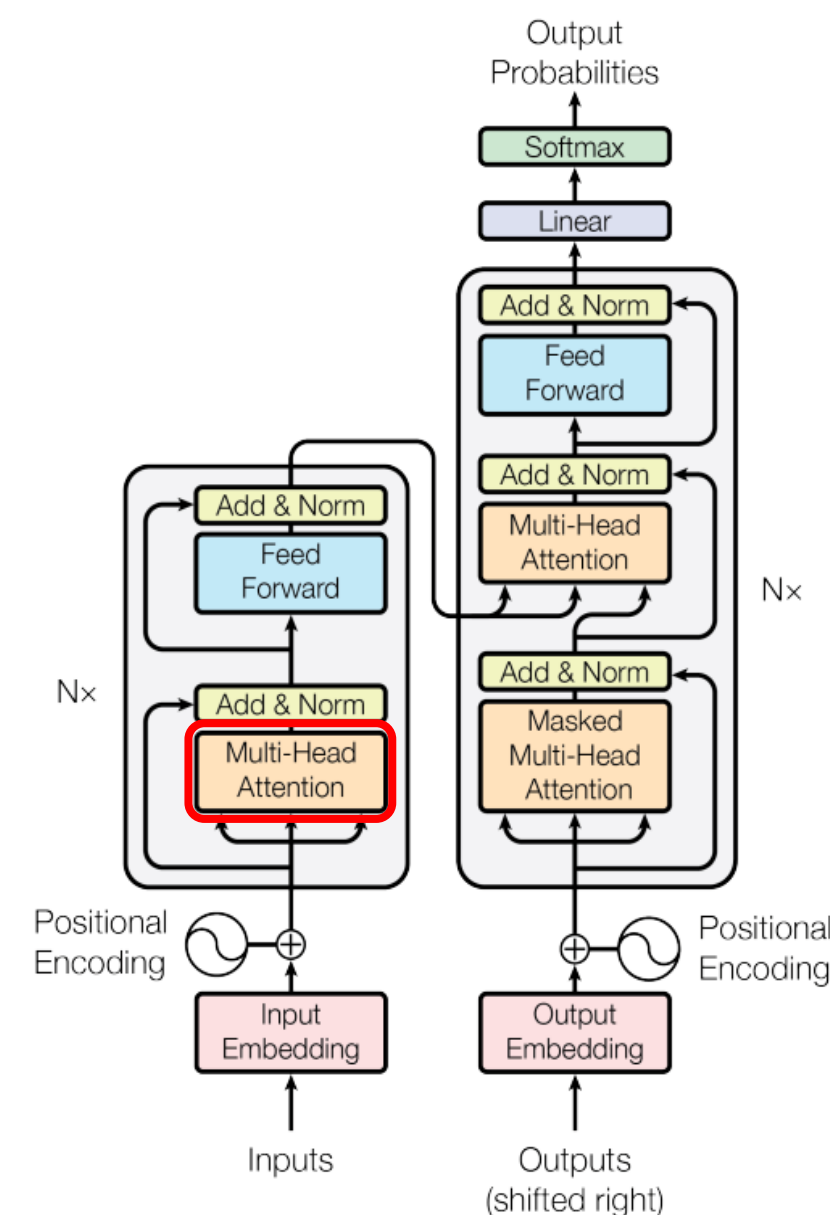 Output
Probabilities
Softmax
Linear
Add & Norm
Feed
Forward
Add & Norm
Multi-Head
Attention
Nx
Add & Norm
Masked
Multi-Head
Attention
Add & Norm
Feed
Forward
Nx
Add & Norm
Multi-Head
Attention
Positional
Encoding
Positional
Encoding
Input
Embedding
Output
Embedding
Inputs
Outputs
(shifted right)